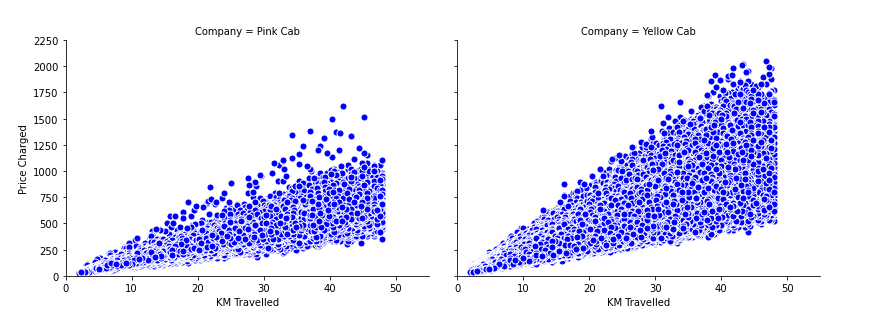 Company = Pink Cab
Company = Yellow Cab
2250
2000
1750
1500
1250
1000
750
500
250
0
Price Charged
0 10 20 30 40 50
0 10 20 30 40 50
KM Travelled
KM Travelled